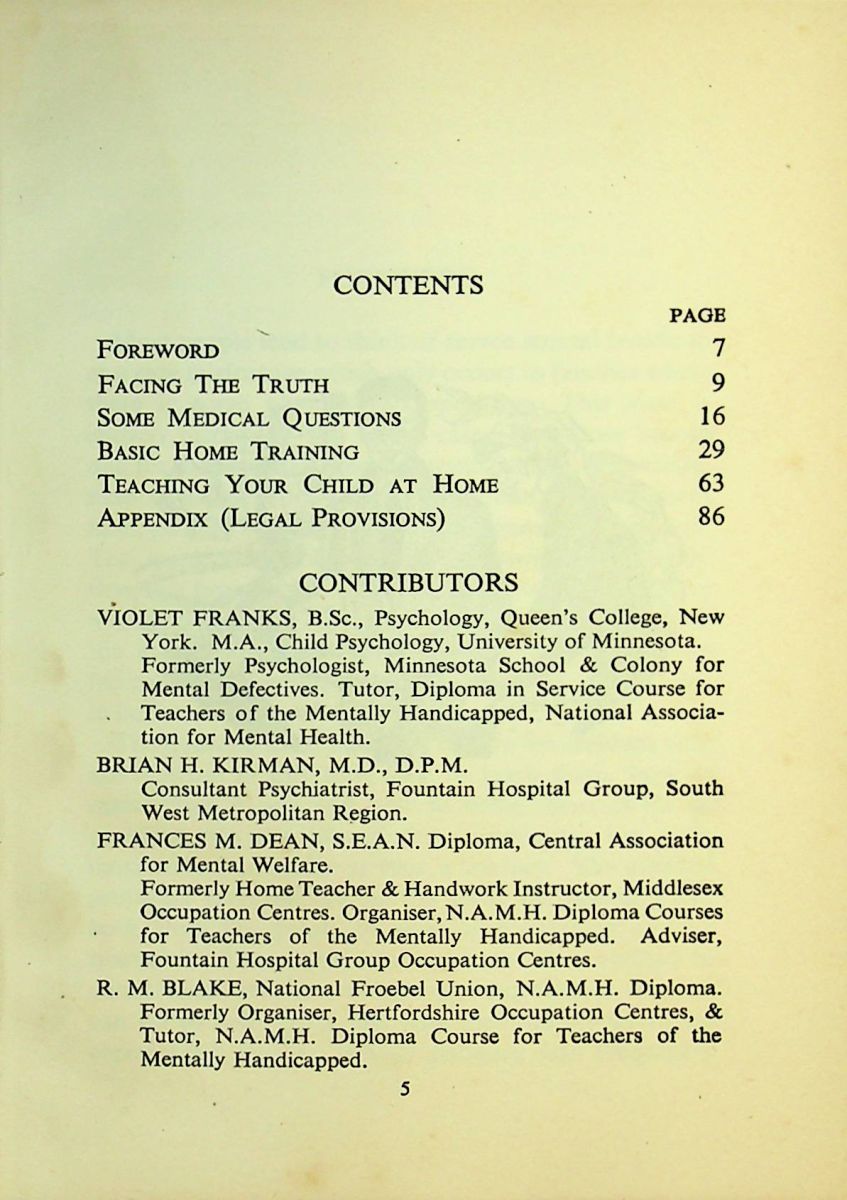 CONTENTS
PAGE
FOREWORD 7
FACING THE TRUTH 9
SOME MEDICAL QUESTIONS 16
BASIC HOME TRAINING 29
TEACHING YOUR CHILD AT HOME 63
APPENDIX (LEGAL PROVISIONS) 86
CONTRIBUTORS
VIOLET FRANKS, B.Sc., Psychology, Queen's College, New
York. M.A., Child Psychology, University of Minnesota.
Formerly Psychologist, Minnesota School & Colony for
Mental Defectives. Tutor, Diploma in Service Course for
Teachers of the Mentally Handicapped, National Associa-
tion for Mental Health.
BRIAN H. KIRMAN, M.D., D.P.M.
Consultant Psychiatrist, Fountain Hospital Group, South
West Metropolitan Region.
FRANCES M. DEAN, S.E.A.N. Diploma, Central Association
for Mental Welfare.
Formerly Home Teacher & Handwork Instructor, Middlesex
Occupation Centres. Organiser, N.A.M.H. Diploma Courses
for Teachers of the Mentally Handicapped. Adviser,
Fountain Hospital Group Occupation Centres.
R. M. BLAKE, National Froebel Union, N.A.M.H. Diploma.
Formerly Organiser, Hertfordshire Occupation Centres, &
Tutor, N.A.M.H. Diploma Course for Teachers of the
Mentally Handicapped.
5